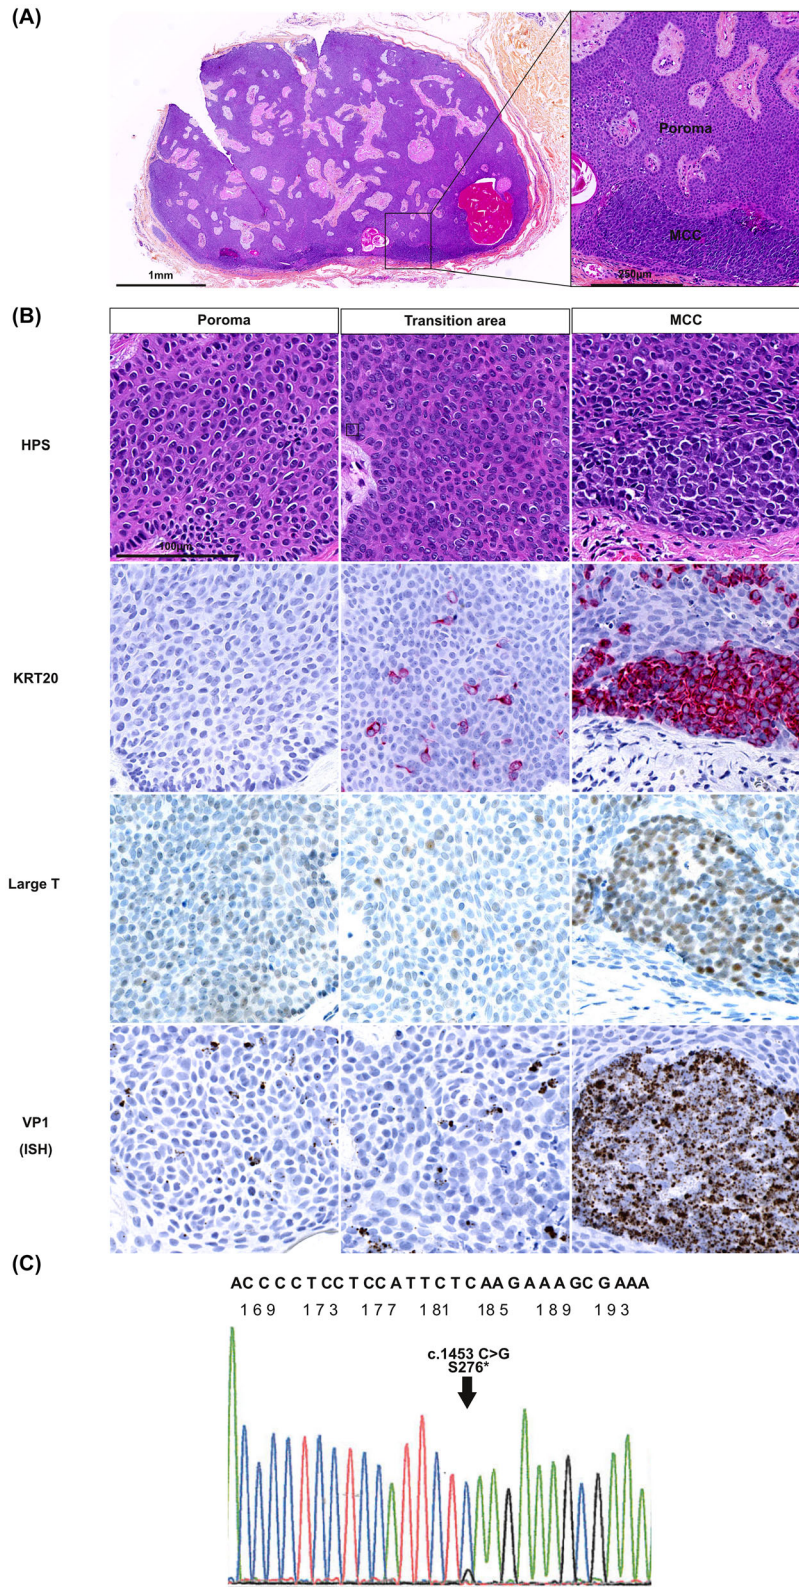 (A)
Poroma
MCC
1mm
250µm
(B)
Poroma Transition area MCC
HPS
100µm
KRT20
Large T
VP1
(ISH)
(C)
AC C C C T CC T CC A T T C T C AA G A A A GC G AAA
169 173 177 181 185 189 193
c.1453 C>G
S276*